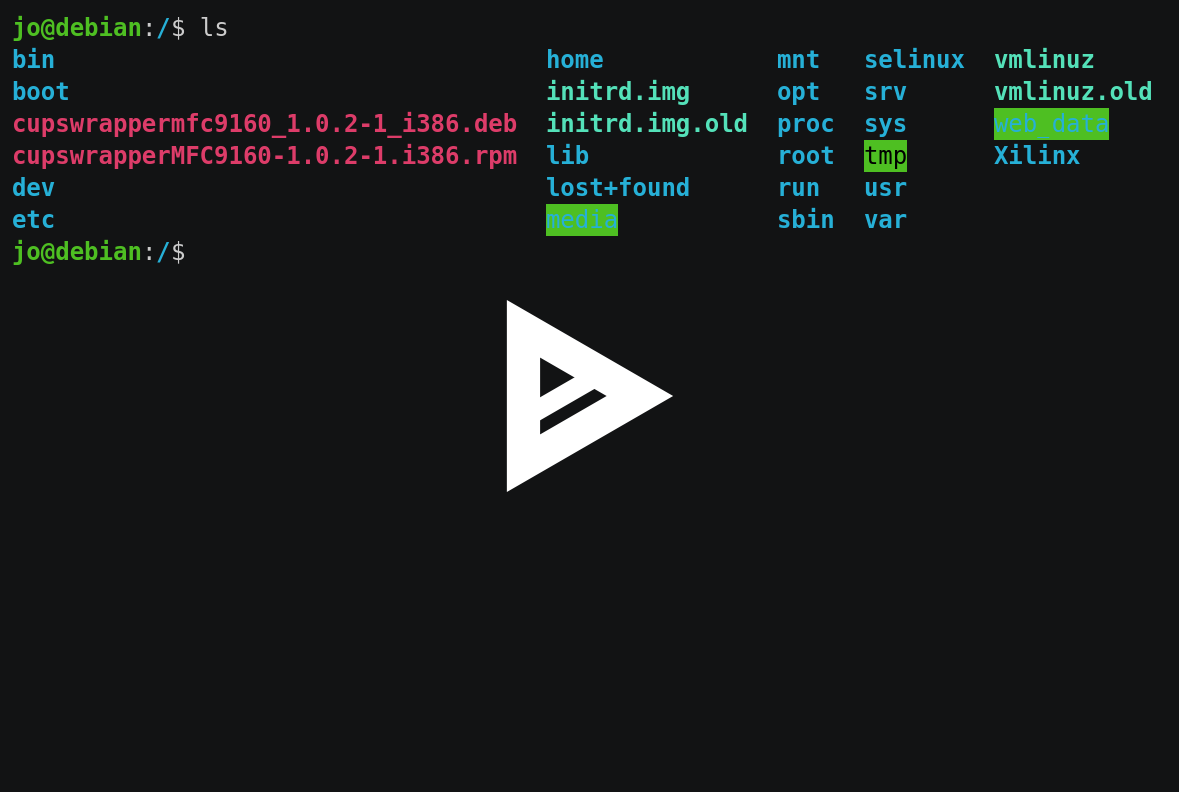 jo@debian:/$ ls
bin home mnt selinux vmlinuz
boot initrd.img opt srv vmlinuz.old
cupswrappermfc9160_1.0.2-1_i386.deb initrd.img.old proc sys web data
cupswrapperMFC9160-1.0.2-1.i386.rpm lib root tmp Xilinx
dev lost+found run usr
etc media sbin var
jo@debian:/$